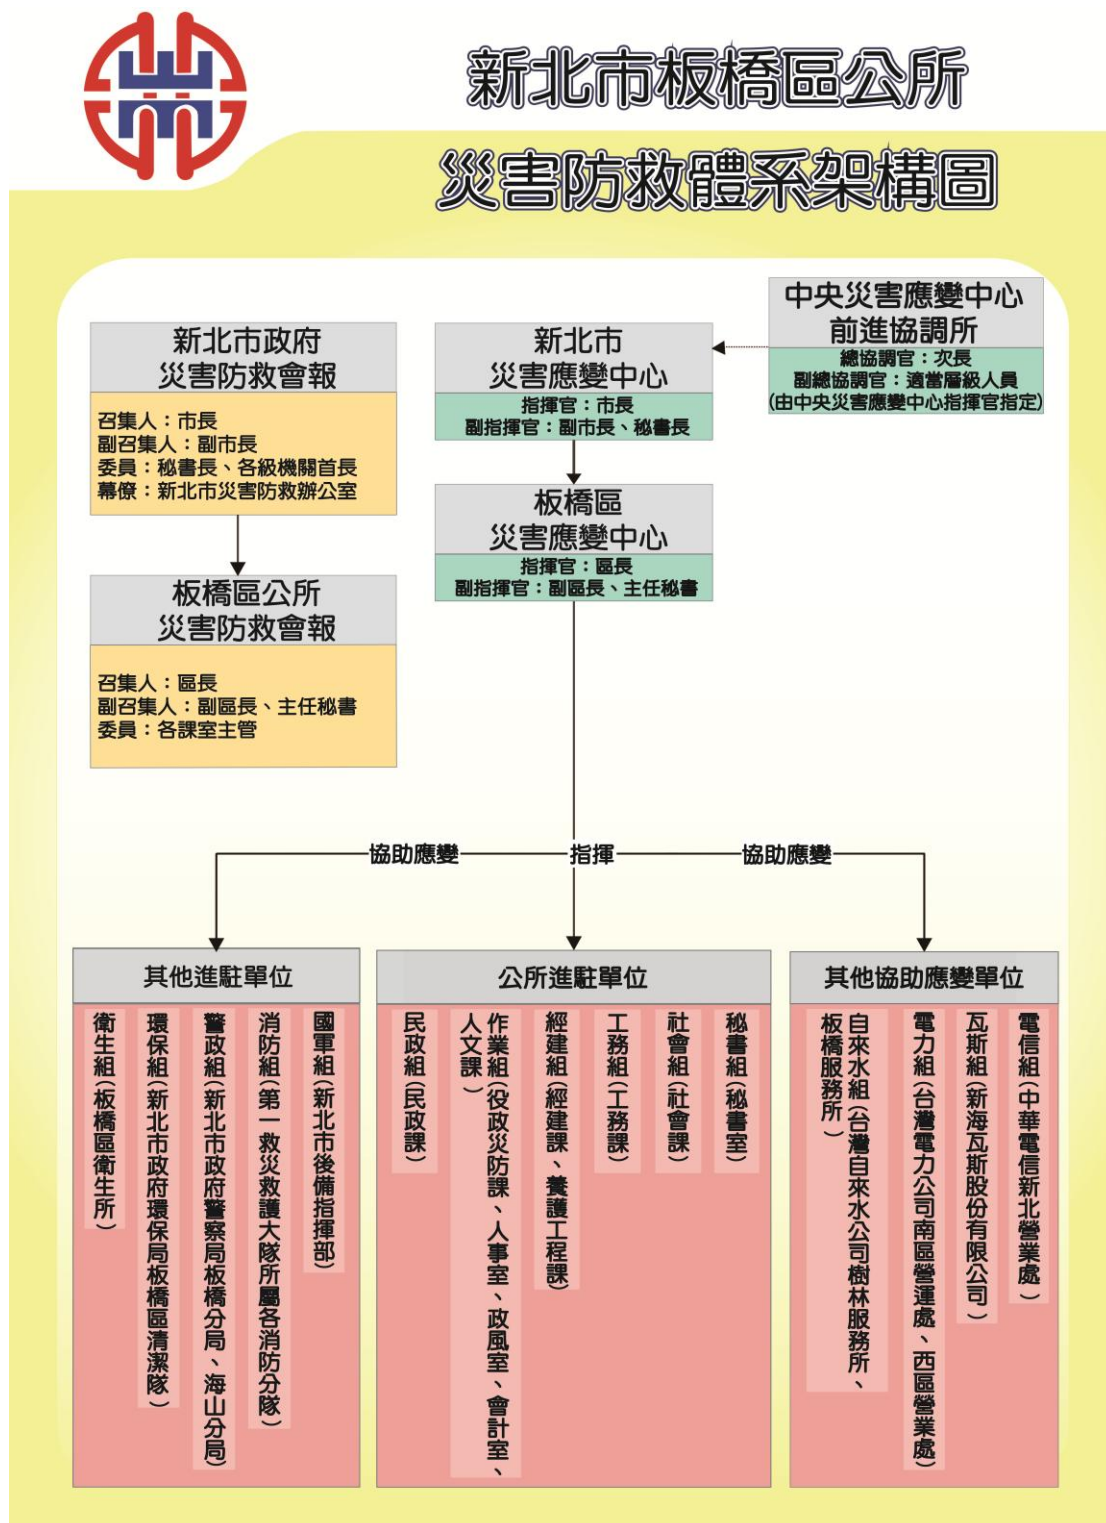 新北市板橋區公所
災害防救體系架構圖
中央災害應變中心
前進協調所
總協調官：次長
副總協調官：適當層級人員
(由中央災害應變中心指揮官指定)
新北市政府
災害防救會報
召集人：市長
副召集人：副市長
委員：秘書長、各級機關首長
幕僚：新北市災害防救辦公室
新北市
災害應變中心
指揮官：市長
副指揮官：副市長、秘書長
板橋區
災害應變中心
指揮官：區長
副指揮官：副區長、主任秘書
板橋區公所
災害防救會報
召集人：區長
副召集人：副區長、主任秘書
委員：各課室主管
協助應變
指揮
協助應變
其他進駐單位
衛生組(板橋區衛生所)
環保組(新北市政府環保局板橋區清潔隊)
警政組(新北市政府警察局板橋分局、海山分局)
消防組(第一救災救護大隊所屬各消防分隊)
國軍組(新北市後備指揮部)
公所進駐單位
民政組(民政課)
作業組(役政災防課、人事室、政風室、會計室、
人文課)
經建組(經建課、養護工程課)
工務組(工務課)
社會組(社會課)
秘書組(秘書室)
其他協助應變單位
自來水組(台灣自來水公司樹林服務所、
板橋服務所)
電力組(台灣電力公司南區營運處、西區營業處)
瓦斯組(新海瓦斯股份有限公司)
電信組(中華電信新北營業處)